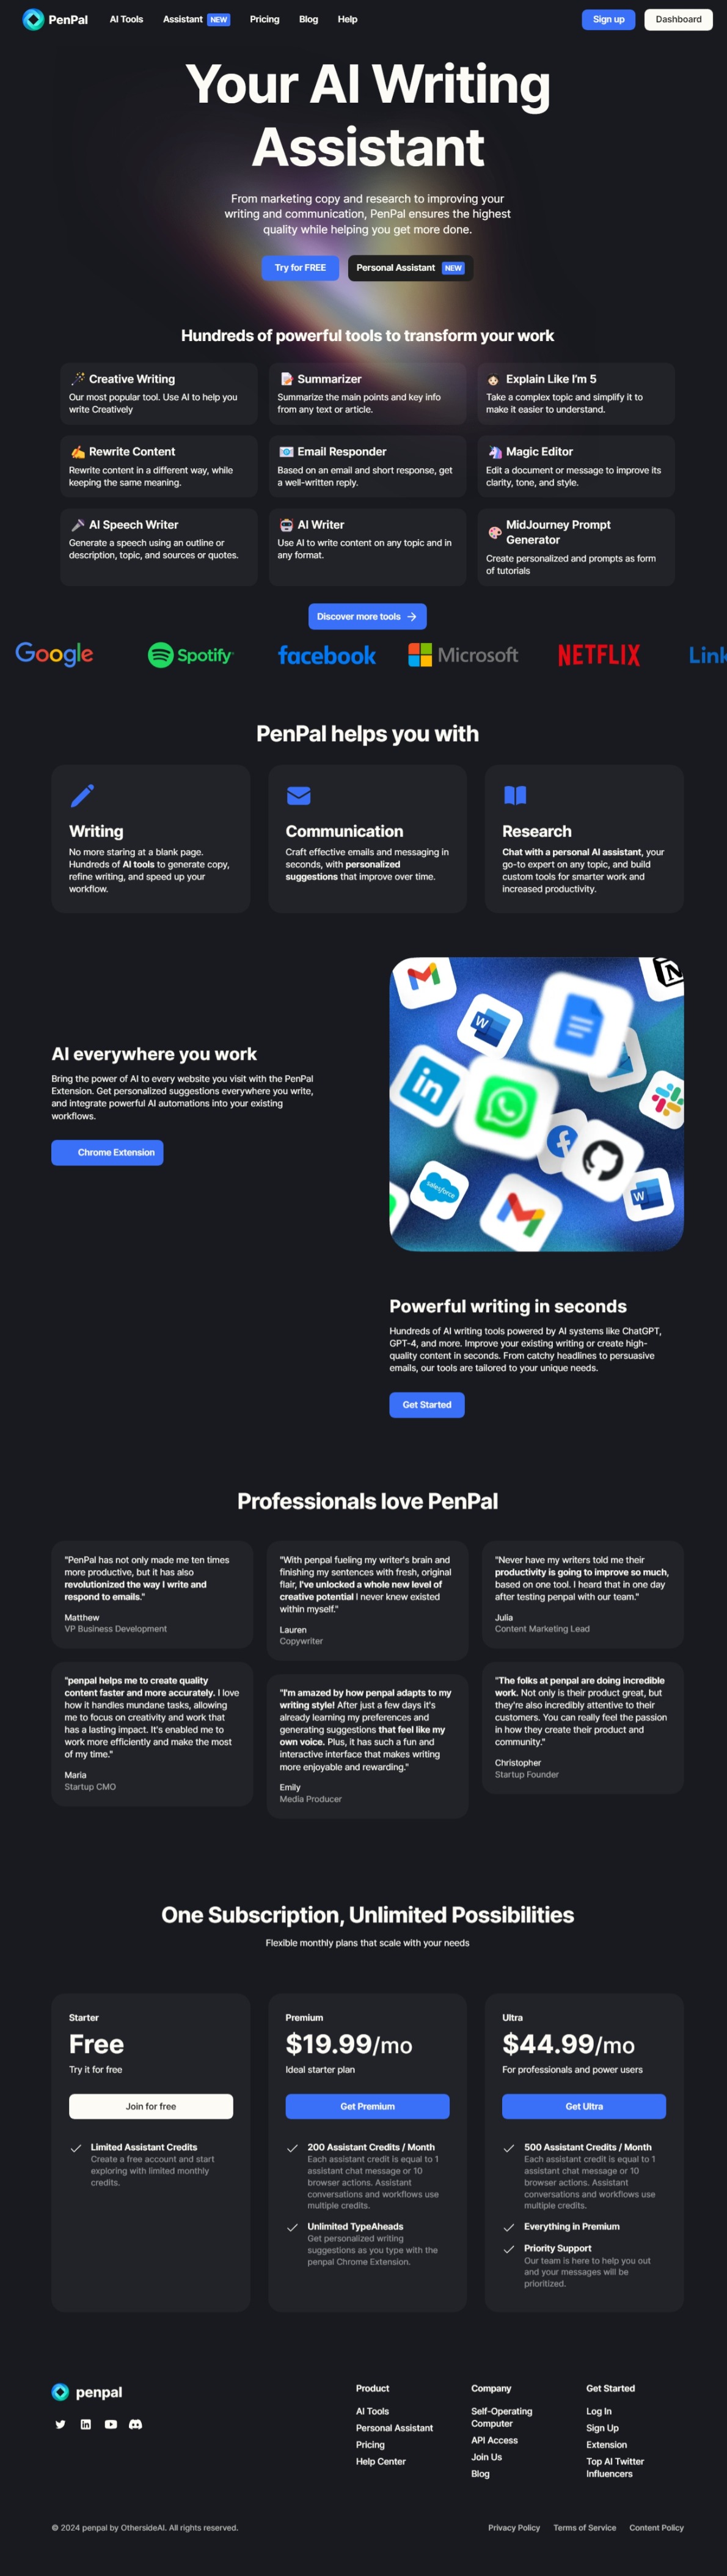 PenPal
AI Tools
Assistant NEW
Pricing
Blog
Help
Sign up
Dashboard
Your AI Writing
Assistant
From marketing copy and research to improving your
writing and communication, PenPal ensures the highest
quality while helping you get more done.
Try for FREE
Personal Assistant NEW
Hundreds of powerful tools to transform your work
Creative Writing
Our most popular tool. Use AI to help you
write Creatively
Summarizer
Summarize the main points and key info
from any text or article.
Explain Like I'm 5
Take a complex topic and simplify it to
make it easier to understand.
Rewrite Content
Rewrite content in a different way, while
keeping the same meaning.
Email Responder
Based on an email and short response, get
a well-written reply.
Magic Editor
Edit a document or message to improve its
clarity, tone, and style.
AI Speech Writer
Generate a speech using an outline or
description, topic, and sources or quotes.
AI Writer
Use AI to write content on any topic and in
any format.
MidJourney Prompt
Generator
Create personalized and prompts as form
of tutorials
Discover more tools
Google
Spotify
facebook
Microsoft
NETFLIX
Link
PenPal helps you with
Writing
No more staring at a blank page.
Hundreds of AI tools to generate copy,
refine writing, and speed up your
workflow.
Communication
Craft effective emails and messaging in
seconds, with personalized
suggestions that improve over time.
Research
Chat with a personal AI assistant, your
go-to expert on any topic, and build
custom tools for smarter work and
increased productivity.
AI everywhere you work
Bring the power of AI to every website you visit with the PenPal
Extension. Get personalized suggestions everywhere you write,
and integrate powerful AI automations into your existing
workflows.
Chrome Extension
W
in
salesforce
W
Powerful writing in seconds
Hundreds of AI writing tools powered by AI systems like ChatGPT,
GPT-4, and more. Improve your existing writing or create high-
quality content in seconds. From catchy headlines to persuasive
emails, our tools are tailored to your unique needs.
Get Started
Professionals love PenPal
"PenPal has not only made me ten times
more productive, but it has also
revolutionized the way I write and
respond to emails."
Matthew
VP Business Development
"With penpal fueling my writer's brain and
finishing my sentences with fresh, original
flair, I've unlocked a whole new level of
creative potential I never knew existed
within myself."
Lauren
Copywriter
"Never have my writers told me their
productivity is going to improve so much,
based on one tool. I heard that in one day
after testing penpal with our team."
Julia
Content Marketing Lead
"penpal helps me to create quality
content faster and more accurately. I love
how it handles mundane tasks, allowing
me to focus on creativity and work that
has a lasting impact. It's enabled me to
work more efficiently and make the most
of my time."
Maria
Startup CMO
"I'm amazed by how penpal adapts to my
writing style! After just a few days it's
already learning my preferences and
generating suggestions that feel like my
own voice. Plus, it has such a fun and
interactive interface that makes writing
more enjoyable and rewarding."
Emily
Media Producer
"The folks at penpal are doing incredible
work. Not only is their product great, but
they're also incredibly attentive to their
customers. You can really feel the passion
in how they create their product and
community."
Christopher
Startup Founder
One Subscription, Unlimited Possibilities
Flexible monthly plans that scale with your needs
Starter
Free
Try it for free
Join for free
Limited Assistant Credits
Create a free account and start
exploring with limited monthly
credits.
Premium
$19.99/mo
Ideal starter plan
Get Premium
200 Assistant Credits / Month
Each assistant credit is equal to 1
assistant chat message or 10
browser actions. Assistant
conversations and workflows use
multiple credits.
Unlimited TypeAheads
Get personalized writing
suggestions as you type with the
penpal Chrome Extension.
Ultra
$44.99/mo
For professionals and power users
Get Ultra
500 Assistant Credits / Month
Each assistant credit is equal to 1
assistant chat message or 10
browser actions. Assistant
conversations and workflows use
multiple credits.
Everything in Premium
Priority Support
Our team is here to help you out
and your messages will be
prioritized.
penpal
Product
AI Tools
Personal Assistant
Pricing
Help Center
Company
Self-Operating
Computer
API Access
Join Us
Blog
Get Started
Log In
Sign Up
Extension
Top AI Twitter
Influencers
© 2024 penpal by OthersideAI. All rights reserved.
Privacy Policy
Terms of Service
Content Policy